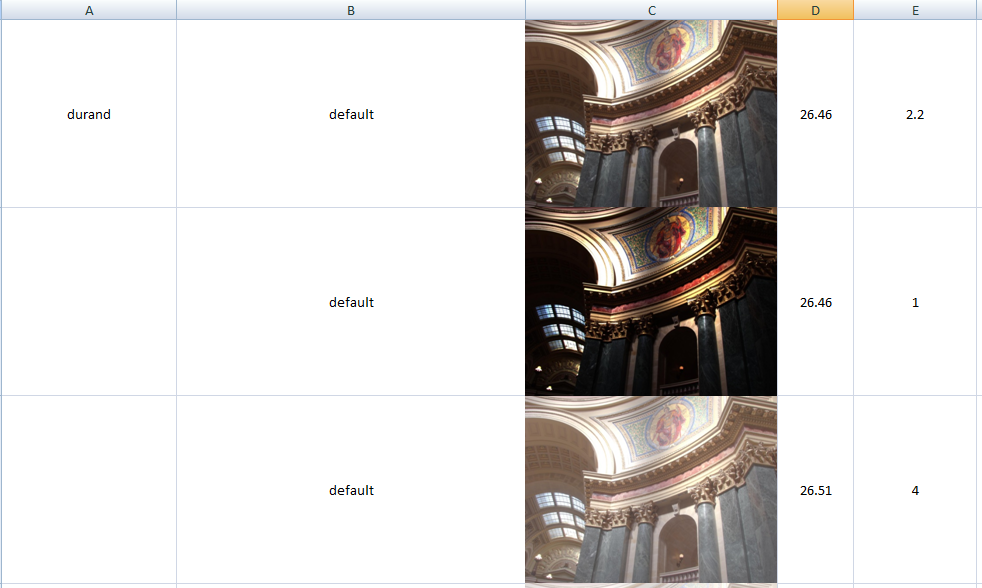 A B C D E
durand default 26.46 2.2
default 26.46 1
default 26.51 4